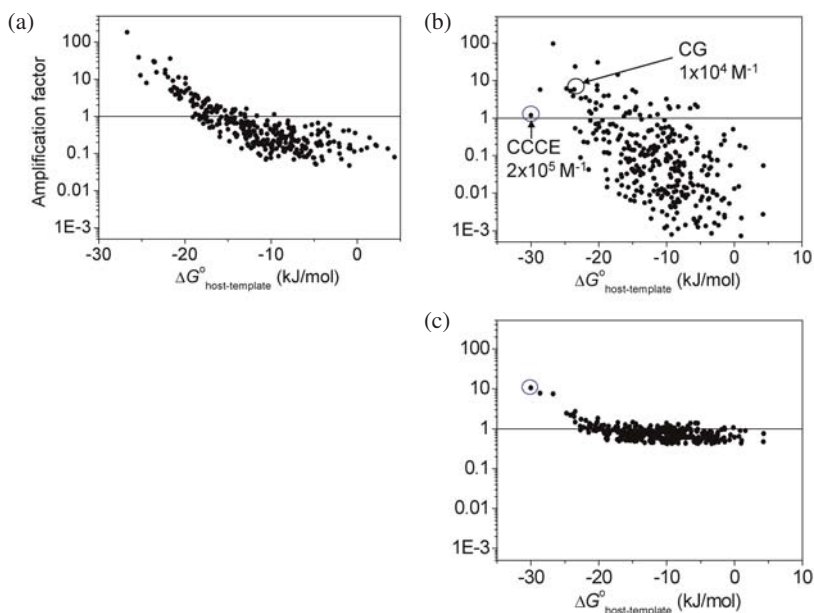 (a)
Amplification factor
100
10
1
0.1
0.01
1E-3
-30 -20 -10 0
ΔG°host-template (kJ/mol)
(b)
100
10
1
0.1
0.01
1E-3
CG
1x10⁴ M⁻¹
CCCE
2x10⁵ M⁻¹
-30 -20 -10 0 10
ΔG°host-template (kJ/mol)
(c)
100
10
1
0.1
0.01
1E-3
-30 -20 -10 0 10
ΔG°host-template (kJ/mol)